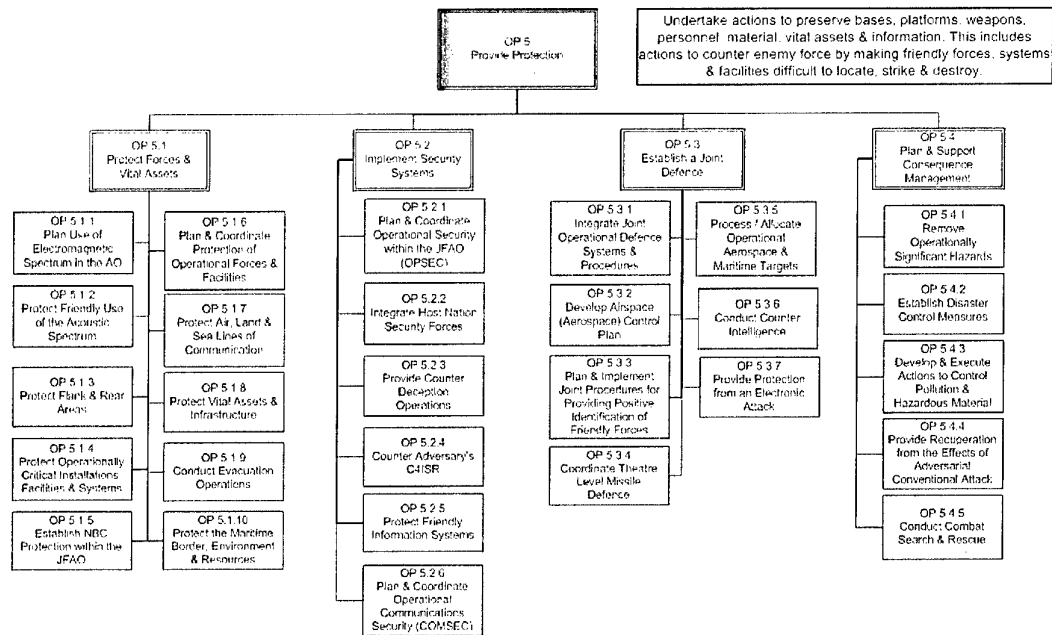 OP 5
Provide Protection
Undertake actions to preserve bases, platforms, weapons,
personnel, material, vital assets & information. This includes
actions to counter enemy force by making friendly forces, systems
& facilities difficult to locate, strike & destroy.
OP 5.1
Protect Forces &
Vital Assets
OP 5.1.1
Plan Use of
Electromagnetic
Spectrum in the AO
OP 5.1.2
Protect Friendly Use
of the Acoustic
Spectrum
OP 5.1.3
Protect Flank & Rear
Areas
OP 5.1.4
Protect Operationally
Critical Installations
Facilities & Systems
OP 5.1.5
Establish NBC
Protection within the
JFAO
OP 5.1.6
Plan & Coordinate
Protection of
Operational Forces &
Facilities
OP 5.1.7
Protect Air, Land &
Sea Lines of
Communication
OP 5.1.8
Protect Vital Assets &
Infrastructure
OP 5.1.9
Conduct Evacuation
Operations
OP 5.1.10
Protect the Maritime
Border, Environment
& Resources
OP 5.2
Implement Security
Systems
OP 5.2.1
Plan & Coordinate
Operational Security
within the JFAO
(OPSEC)
OP 5.2.2
Integrate Host Nation
Security Forces
OP 5.2.3
Provide Counter
Deception
Operations
OP 5.2.4
Counter Adversary's
C4ISR
OP 5.2.5
Protect Friendly
Information Systems
OP 5.2.6
Plan & Coordinate
Operational
Communications
Security (COMSEC)
OP 5.3
Establish a Joint
Defence
OP 5.3.1
Integrate Joint
Operational Defence
Systems &
Procedures
OP 5.3.2
Develop Airspace
(Aerospace) Control
Plan
OP 5.3.3
Plan & Implement
Joint Procedures for
Providing Positive
Identification of
Friendly Forces
OP 5.3.4
Coordinate Theatre
Level Missile
Defence
OP 5.3.5
Process / Allocate
Operational
Aerospace &
Maritime Targets
OP 5.3.6
Conduct Counter
Intelligence
OP 5.3.7
Provide Protection
from an Electronic
Attack
OP 5.4
Plan & Support
Consequence
Management
OP 5.4.1
Remove
Operationally
Significant Hazards
OP 5.4.2
Establish Disaster
Control Measures
OP 5.4.3
Develop & Execute
Actions to Control
Pollution &
Hazardous Material
OP 5.4.4
Provide Recuperation
from the Effects of
Adversarial
Conventional Attack
OP 5.4.5
Conduct Combat
Search & Rescue